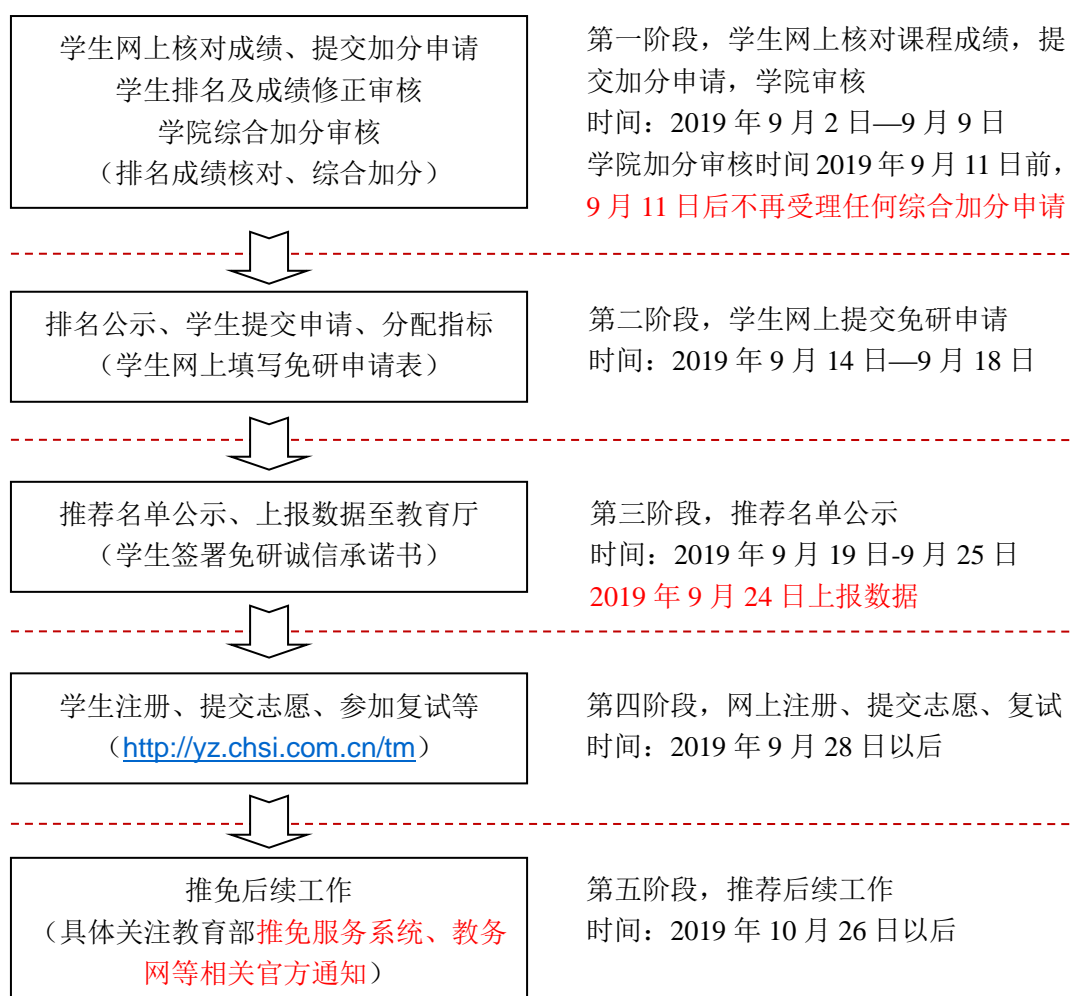 学生网上核对成绩、提交加分申请
学生排名及成绩修正审核
学院综合加分审核
（排名成绩核对、综合加分）
第一阶段，学生网上核对课程成绩，提
交加分申请，学院审核
时间：2019 年 9 月 2 日—9 月 9 日
学院加分审核时间 2019 年 9 月 11 日前，
9 月 11 日后不再受理任何综合加分申请
排名公示、学生提交申请、分配指标
（学生网上填写免研申请表）
第二阶段，学生网上提交免研申请
时间：2019 年 9 月 14 日—9 月 18 日
推荐名单公示、上报数据至教育厅
（学生签署免研诚信承诺书）
第三阶段，推荐名单公示
时间：2019 年 9 月 19 日-9 月 25 日
2019 年 9 月 24 日上报数据
学生注册、提交志愿、参加复试等
（http://yz.chsi.com.cn/tm）
第四阶段，网上注册、提交志愿、复试
时间：2019 年 9 月 28 日以后
推免后续工作
（具体关注教育部推免服务系统、教务
网等相关官方通知）
第五阶段，推荐后续工作
时间：2019 年 10 月 26 日以后